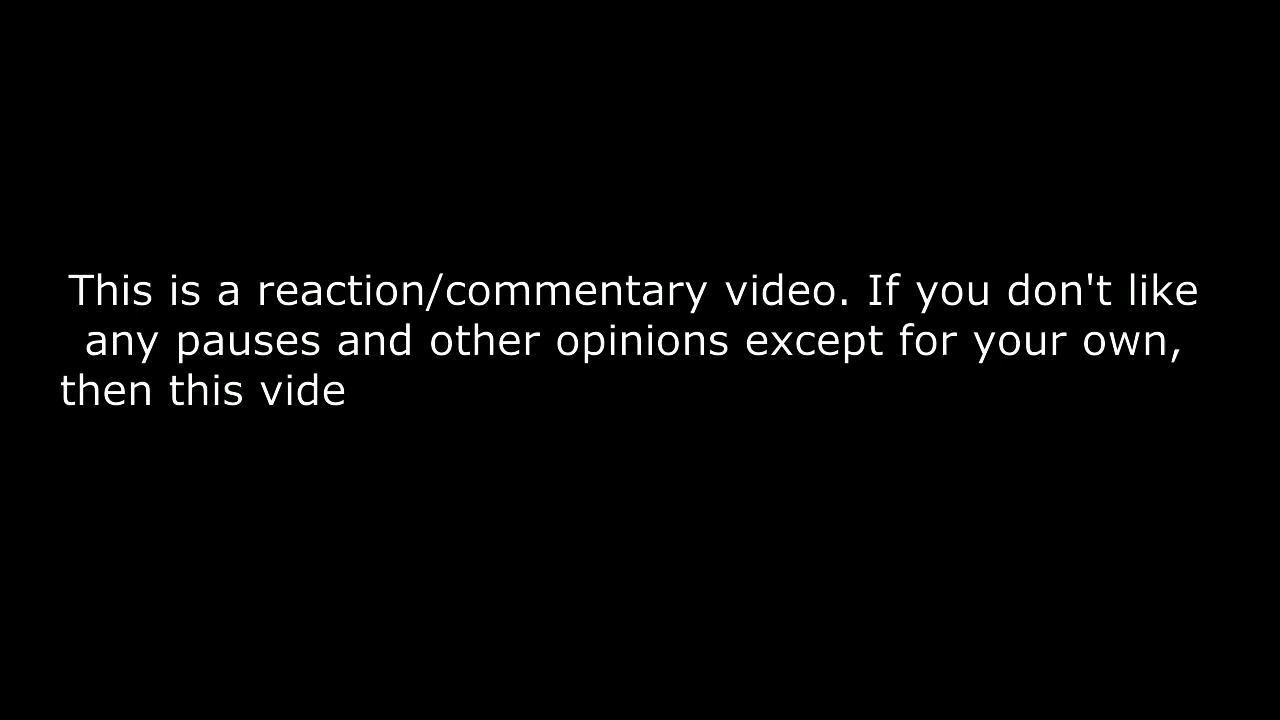 This is a reaction/commentary video. If you don't like
any pauses and other opinions except for your own,
then this vide